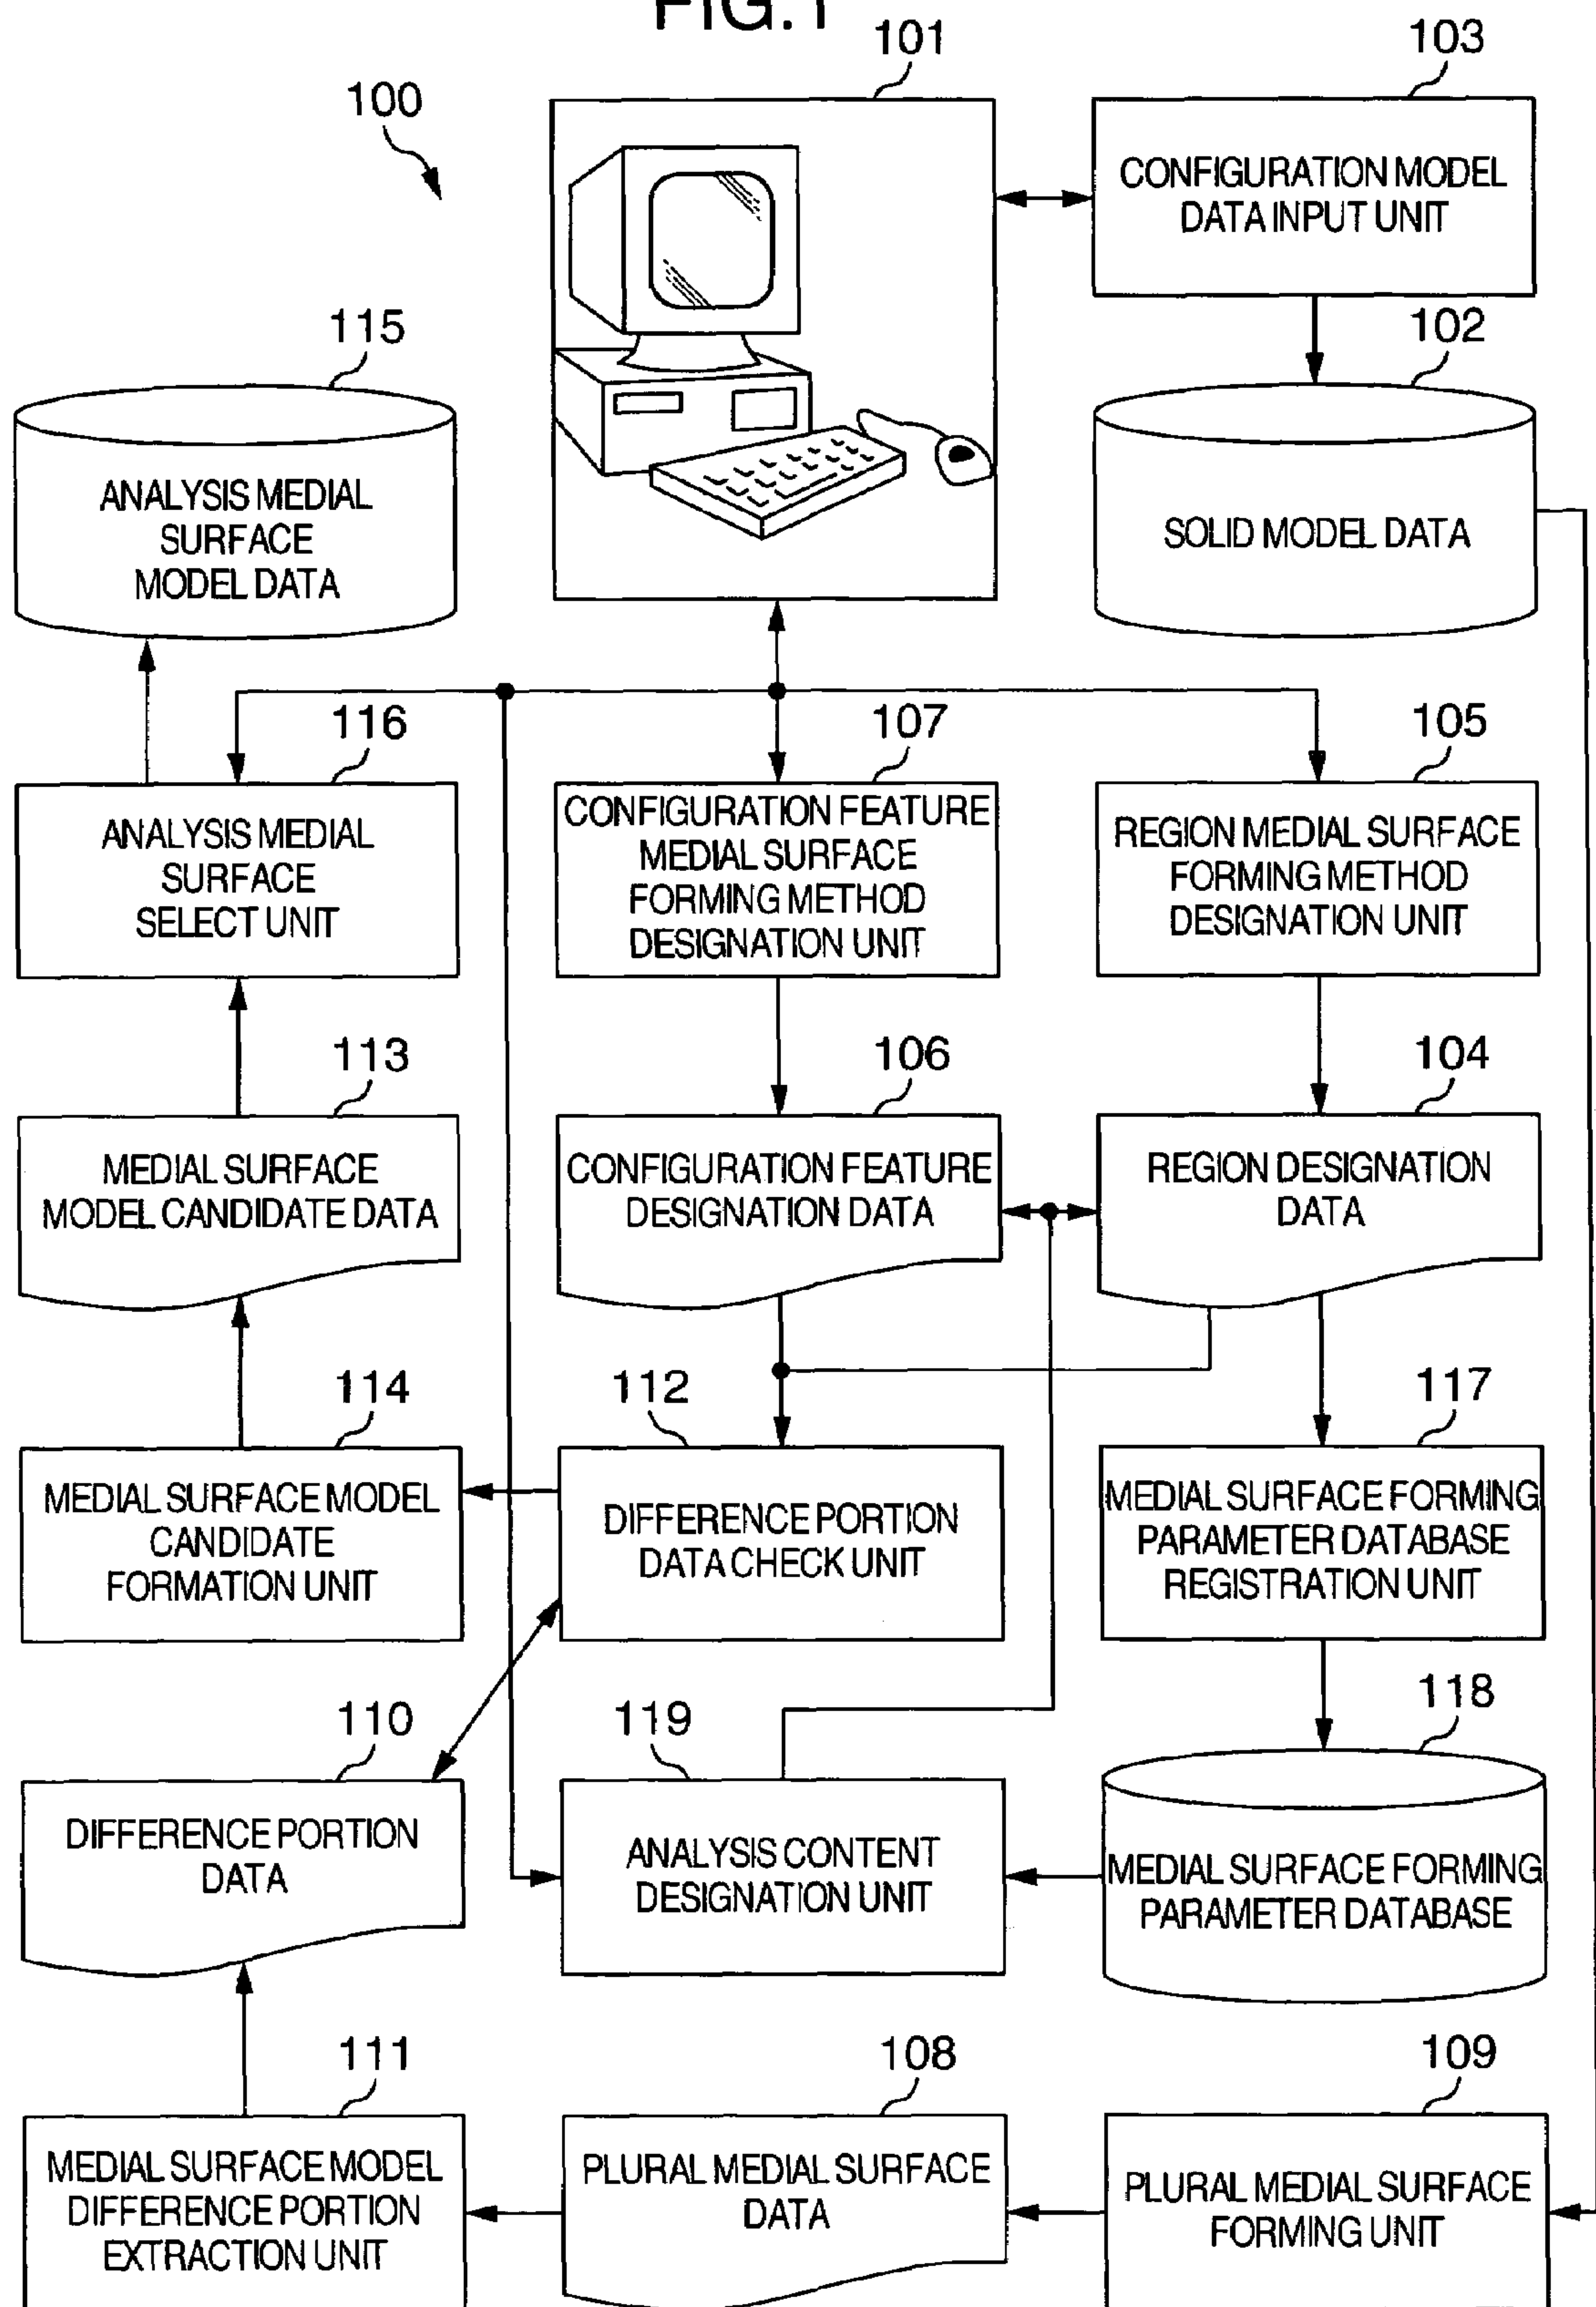 FIG.1
101
103
100
CONFIGURATION MODEL
DATA INPUT UNIT
115
102
ANALYSIS MEDIAL
SURFACE
MODEL DATA
SOLID MODEL DATA
116
107
105
ANALYSIS MEDIAL
SURFACE
SELECT UNIT
CONFIGURATION FEATURE
MEDIAL SURFACE
FORMING METHOD
DESIGNATION UNIT
REGION MEDIAL SURFACE
FORMING METHOD
DESIGNATION UNIT
113
106
104
MEDIAL SURFACE
MODEL CANDIDATE DATA
CONFIGURATION FEATURE
DESIGNATION DATA
REGION DESIGNATION
DATA
114
112
117
MEDIAL SURFACE MODEL
CANDIDATE
FORMATION UNIT
DIFFERENCE PORTION
DATA CHECK UNIT
MEDIAL SURFACE FORMING
PARAMETER DATABASE
REGISTRATION UNIT
110
119
118
DIFFERENCE PORTION
DATA
ANALYSIS CONTENT
DESIGNATION UNIT
MEDIAL SURFACE FORMING
PARAMETER DATABASE
111
108
109
MEDIAL SURFACE MODEL
DIFFERENCE PORTION
EXTRACTION UNIT
PLURAL MEDIAL SURFACE
DATA
PLURAL MEDIAL SURFACE
FORMING UNIT